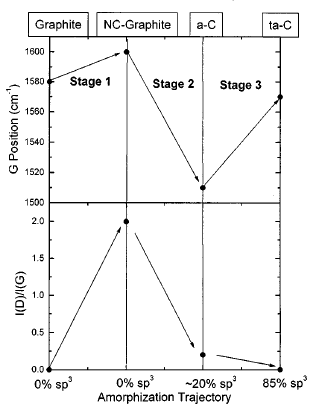 Graphite NC-Graphite a-C ta-C
1600
1580
1560
1540
1520
1500
G Position (cm⁻¹)
Stage 1 Stage 2 Stage 3
2.0
1.5
1.0
0.5
0.0
I(D)/I(G)
0% sp³ 0% sp³ ~20% sp³ 85% sp³
Amorphization Trajectory